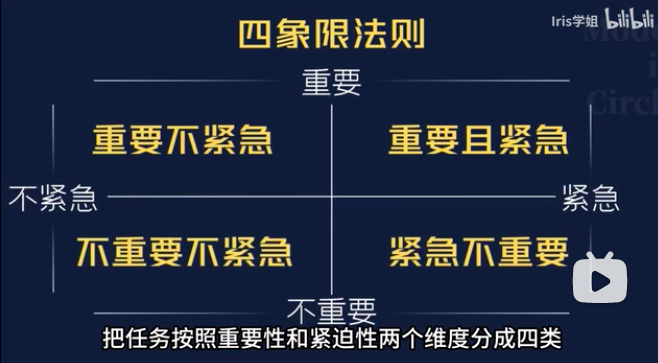 Iris学姐 bilibili
四象限法则
重要
重要不紧急 重要且紧急
不紧急 紧急
不重要不紧急 紧急不重要
不重要
把任务按照重要性和紧迫性两个维度分成四类